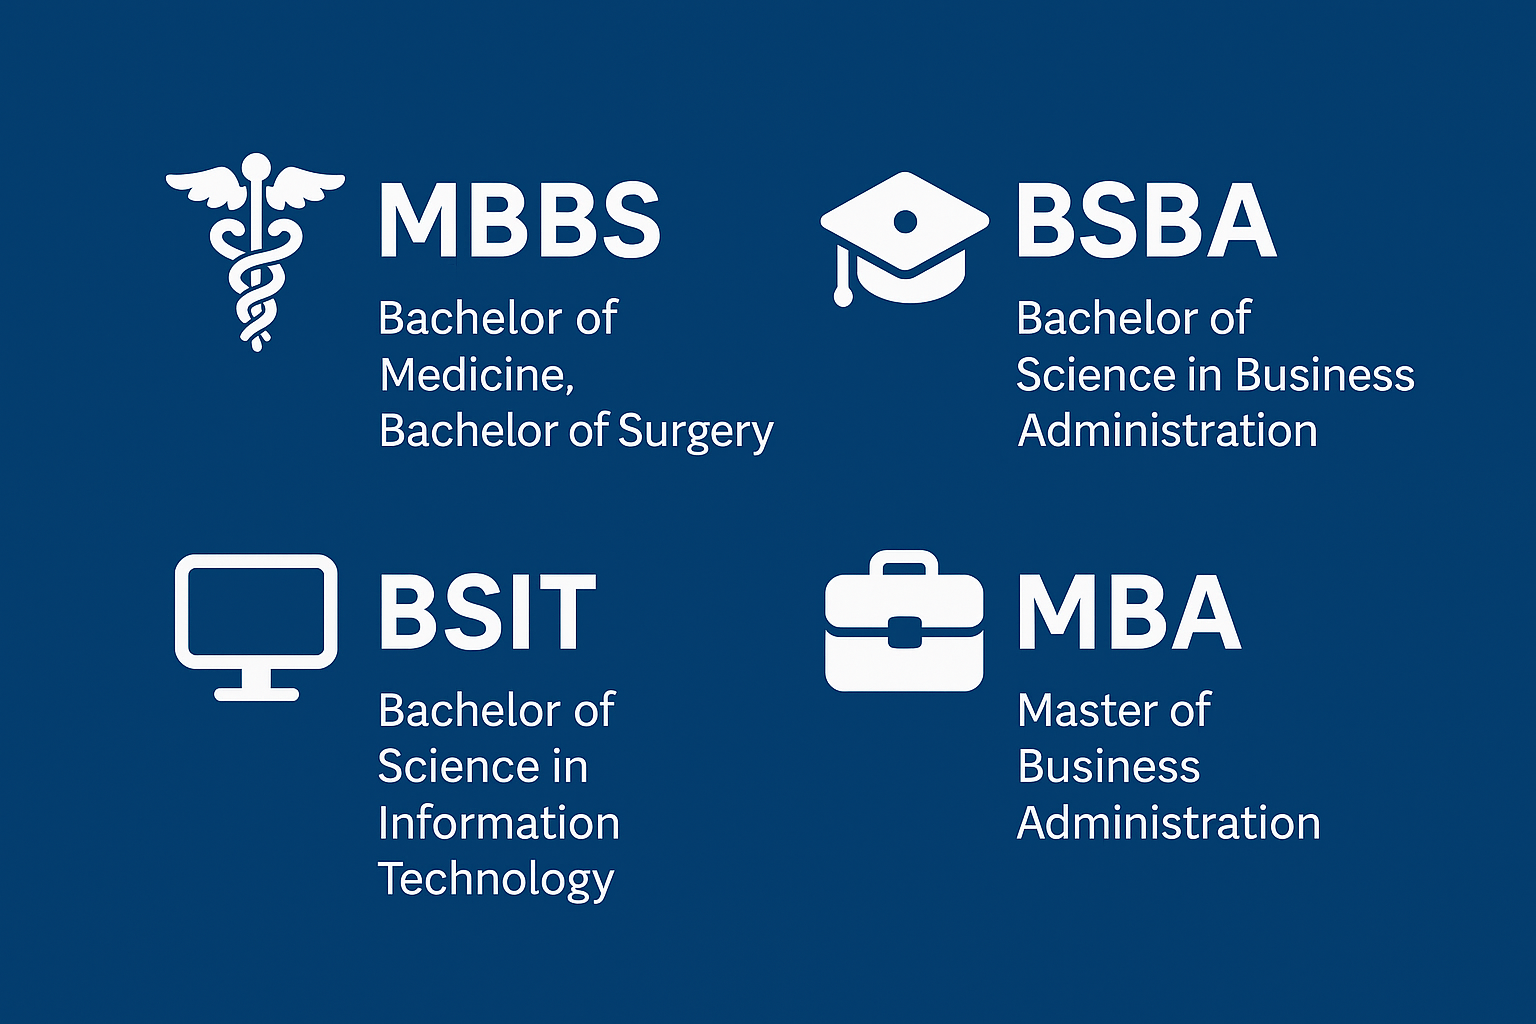 MBBS
Bachelor of
Medicine,
Bachelor of Surgery
BSBA
Bachelor of
Science in Business
Administration
BSIT
Bachelor of
Science in
Information
Technology
MBA
Master of
Business
Administration